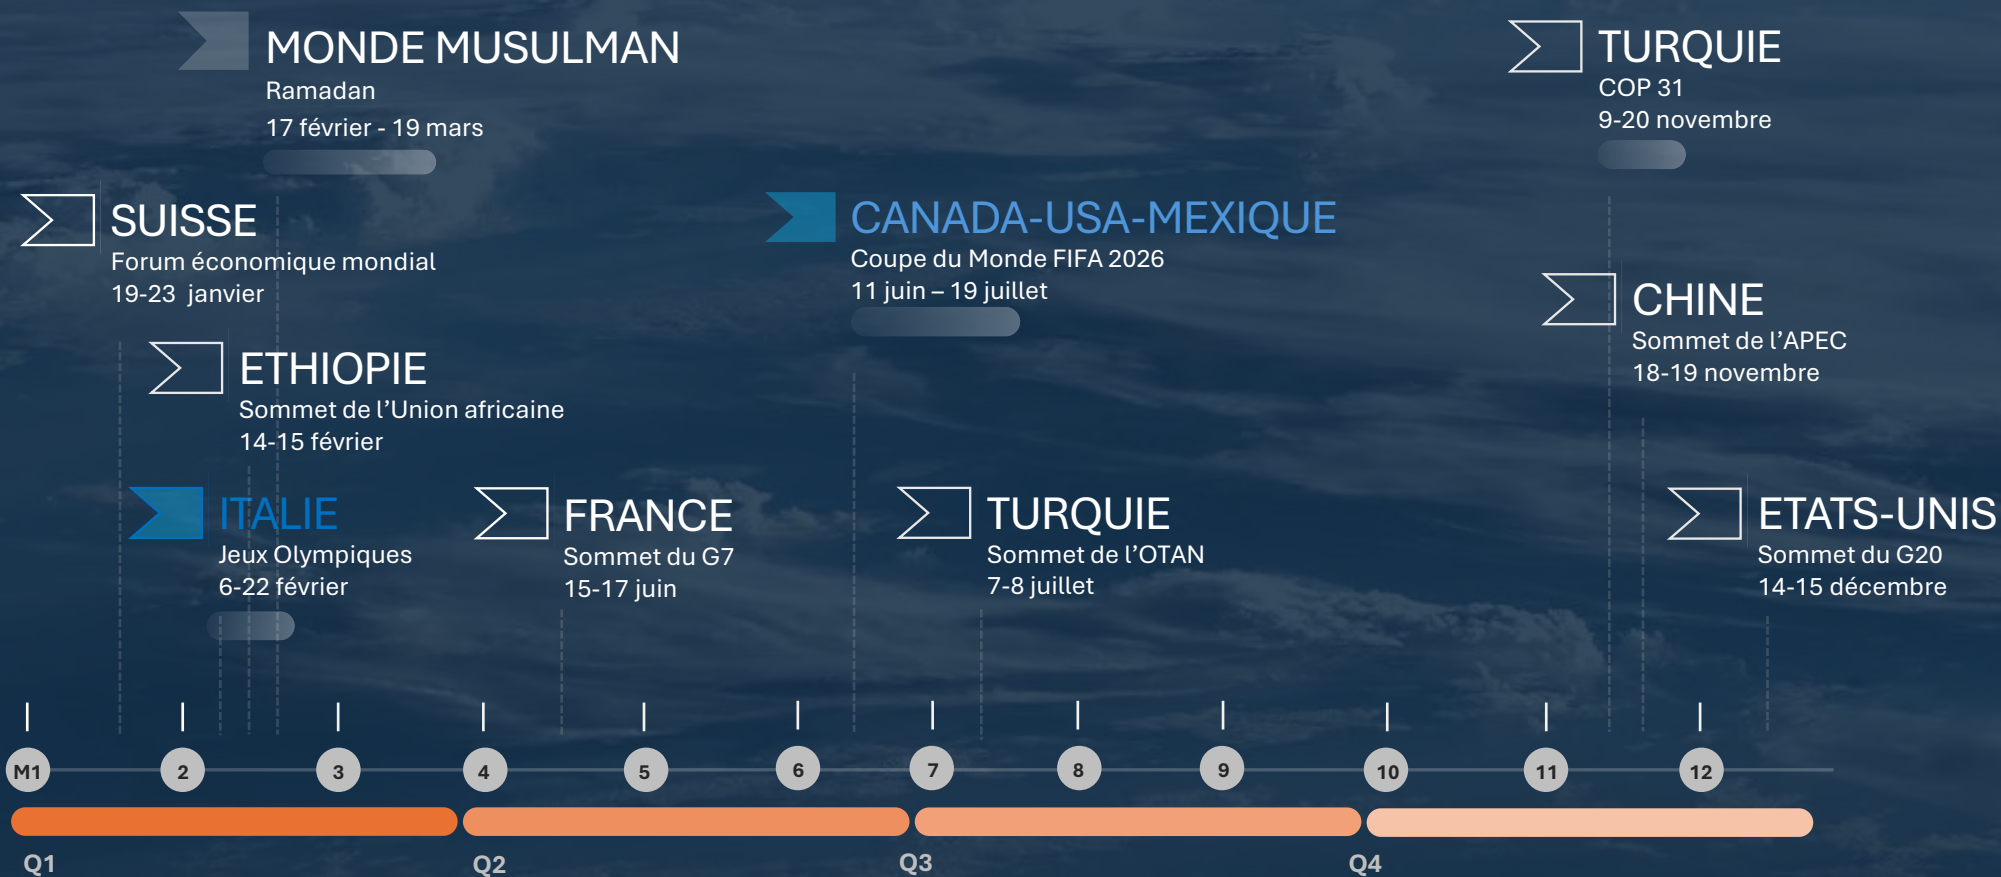 MONDE MUSULMAN
Ramadan
17 février - 19 mars
TURQUIE
COP 31
9-20 novembre
SUISSE
Forum économique mondial
19-23 janvier
CANADA-USA-MEXIQUE
Coupe du Monde FIFA 2026
11 juin – 19 juillet
CHINE
Sommet de l’APEC
18-19 novembre
ETHIOPIE
Sommet de l’Union africaine
14-15 février
ITALIE
Jeux Olympiques
6-22 février
FRANCE
Sommet du G7
15-17 juin
TURQUIE
Sommet de l’OTAN
7-8 juillet
ETATS-UNIS
Sommet du G20
14-15 décembre
M1 2 3 4 5 6 7 8 9 10 11 12
Q1 Q2 Q3 Q4